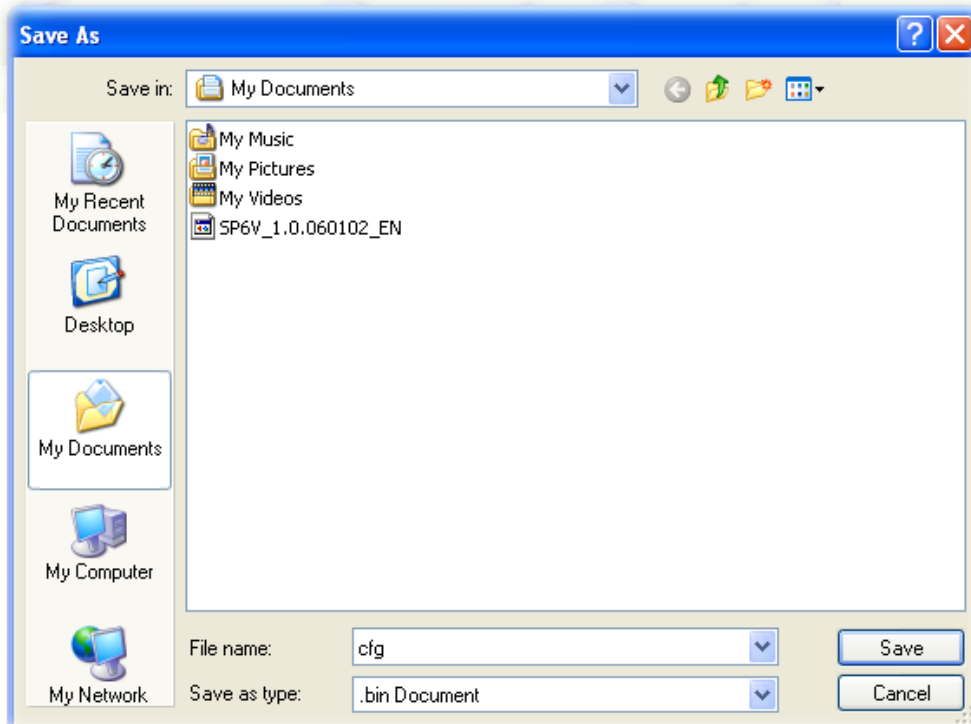 Save As
Save in:
My Documents
My Recent
Documents
Desktop
My Documents
My Computer
My Network
My Music
My Pictures
My Videos
SP6V_1.0.060102_EN
File name:
cfg
Save
Save as type:
.bin Document
Cancel